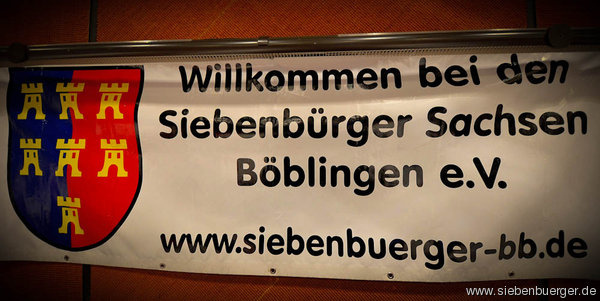 Willkommen bei den
Siebenbürger Sachsen
Böblingen e.V.
www.siebenbuerger-bb.de
www.siebenbuerger.de